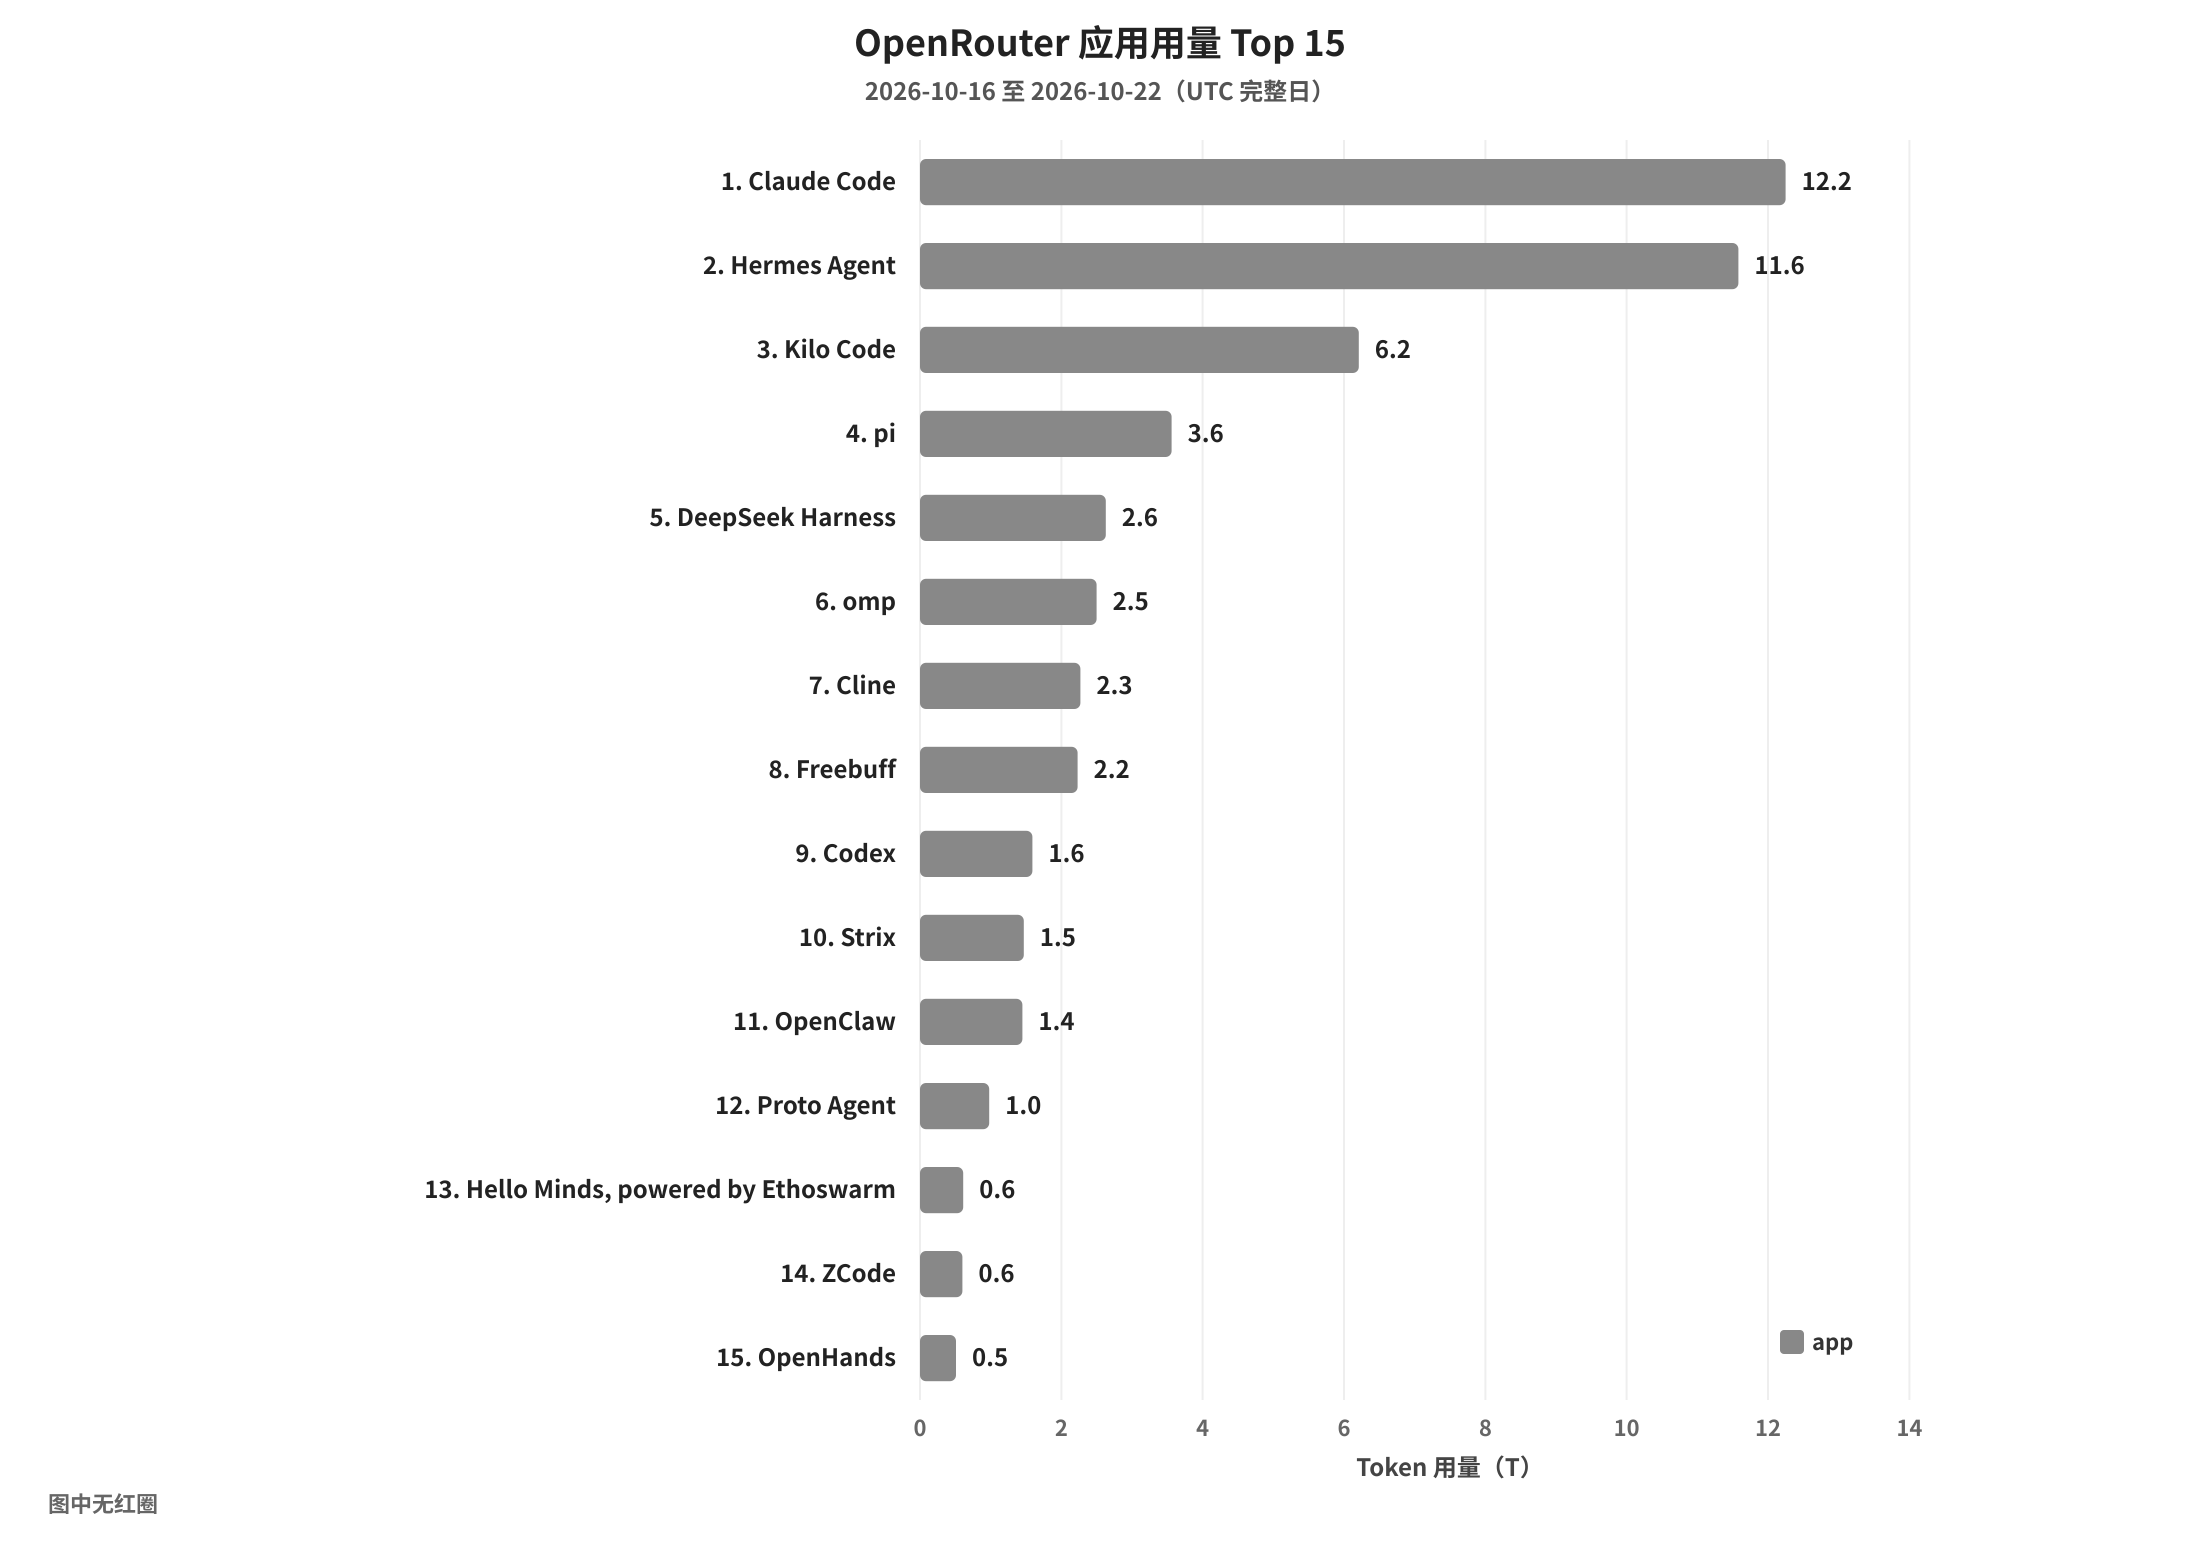 OpenRouter 应用用量 Top 15
2026-10-16 至 2026-10-22（UTC 完整日）
1. Claude Code 12.2
2. Hermes Agent 11.6
3. Kilo Code 6.2
4. pi 3.6
5. DeepSeek Harness 2.6
6. omp 2.5
7. Cline 2.3
8. Freebuff 2.2
9. Codex 1.6
10. Strix 1.5
11. OpenClaw 1.4
12. Proto Agent 1.0
13. Hello Minds, powered by Ethoswarm 0.6
14. ZCode 0.6
app
15. OpenHands 0.5
0 2 4 6 8 10 12 14
Token 用量（T）
图中无红圈